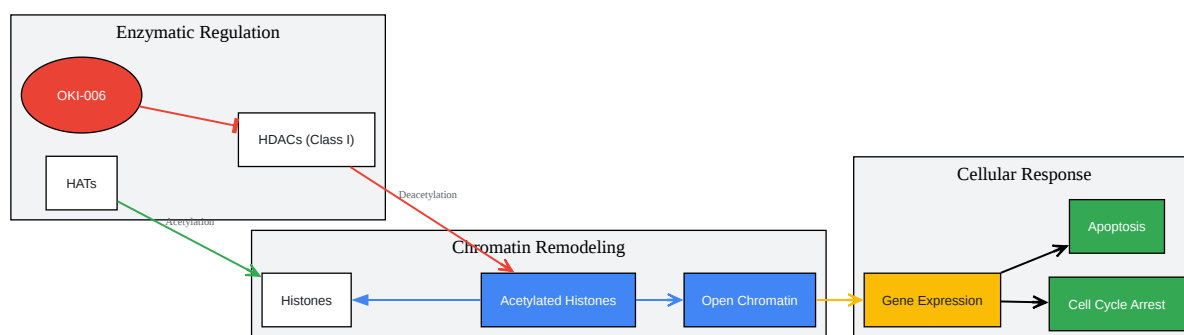 Enzymatic Regulation
OKI-006
HDACs (Class I)
HATs
Acetylation
Deacetylation
Chromatin Remodeling
Histones
Acetylated Histones
Open Chromatin
Cellular Response
Apoptosis
Gene Expression
Cell Cycle Arrest